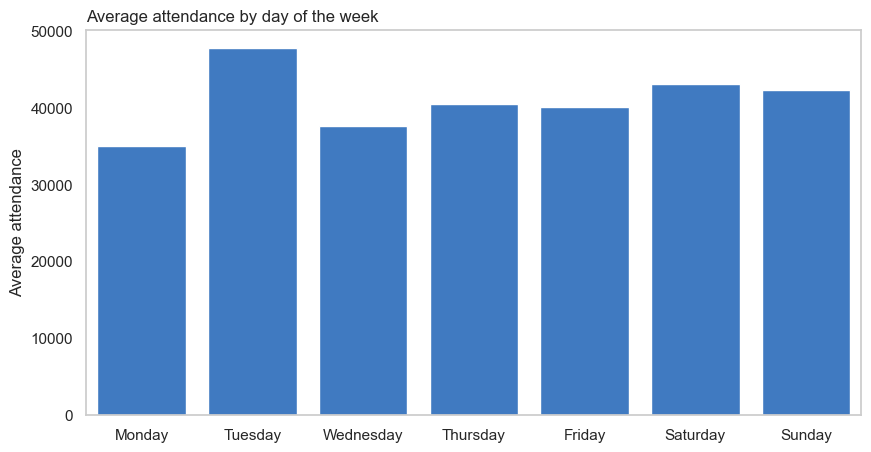 Average attendance by day of the week
Average attendance
50000
40000
30000
20000
10000
0
Monday Tuesday Wednesday Thursday Friday Saturday Sunday